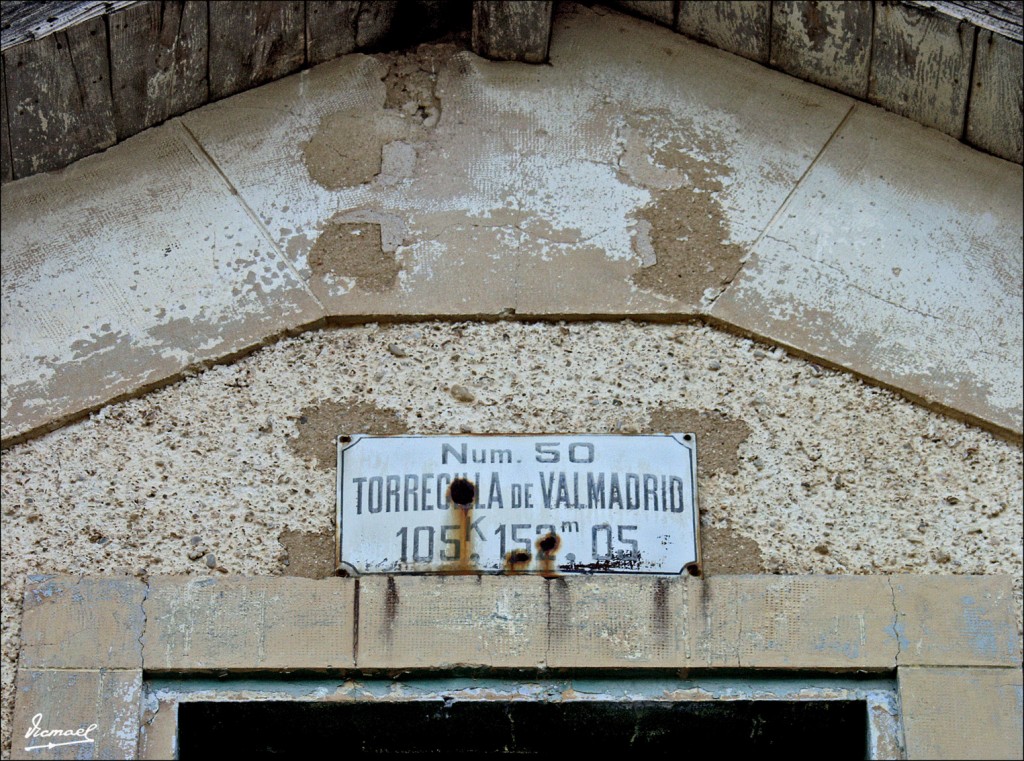 Num. 50
TORRECILLA DE VALMADRID
105K 152m, 05
Vicmael